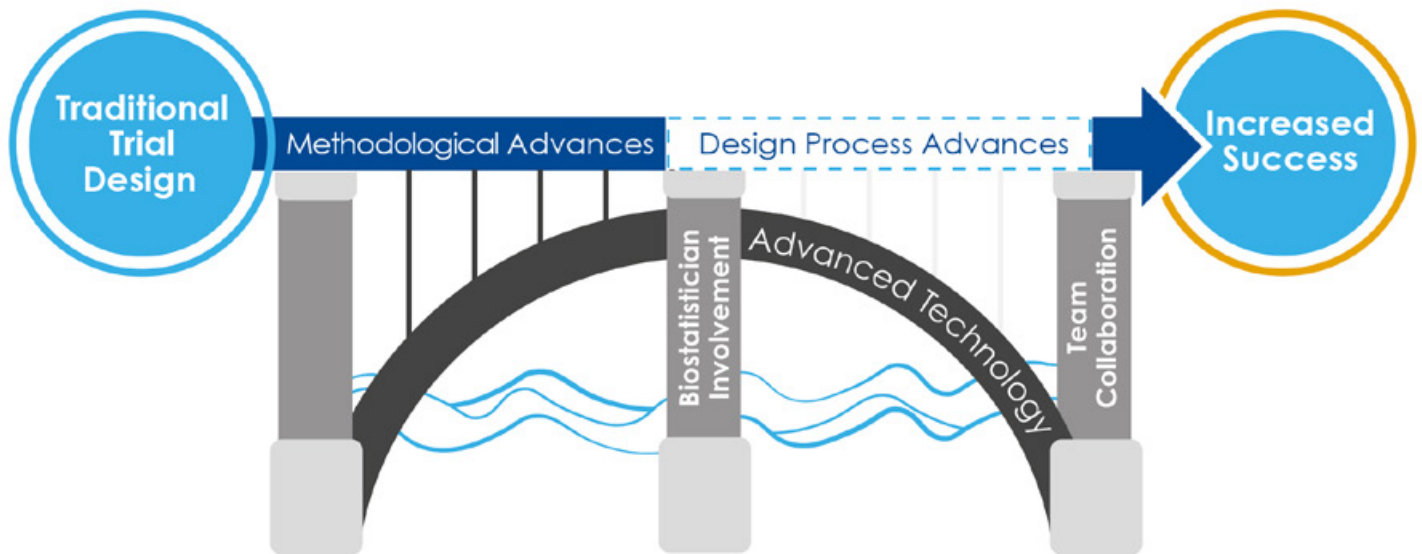 Traditional
Trial
Design
Methodological Advances
Design Process Advances
Increased
Success
Biostatistician
Involvement
Advanced Technology
Team
Collaboration